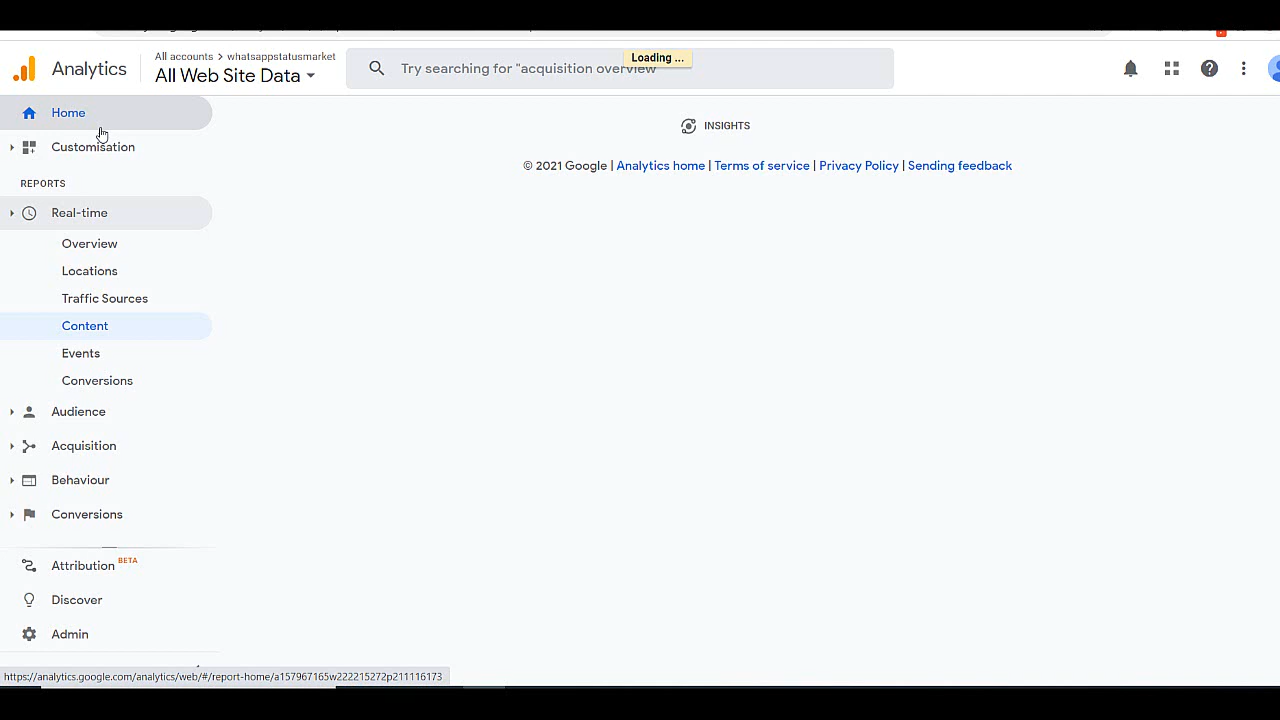 Analytics
All accounts > whatsappstatusmarket
All Web Site Data
Try searching for "acquisition overview"
Loading ...
Home
Customisation
REPORTS
Real-time
Overview
Locations
Traffic Sources
Content
Events
Conversions
Audience
Acquisition
Behaviour
Conversions
Attribution BETA
Discover
Admin
INSIGHTS
© 2021 Google | Analytics home | Terms of service | Privacy Policy | Sending feedback
https://analytics.google.com/analytics/web/#/report-home/a157967165w222215272p211116173